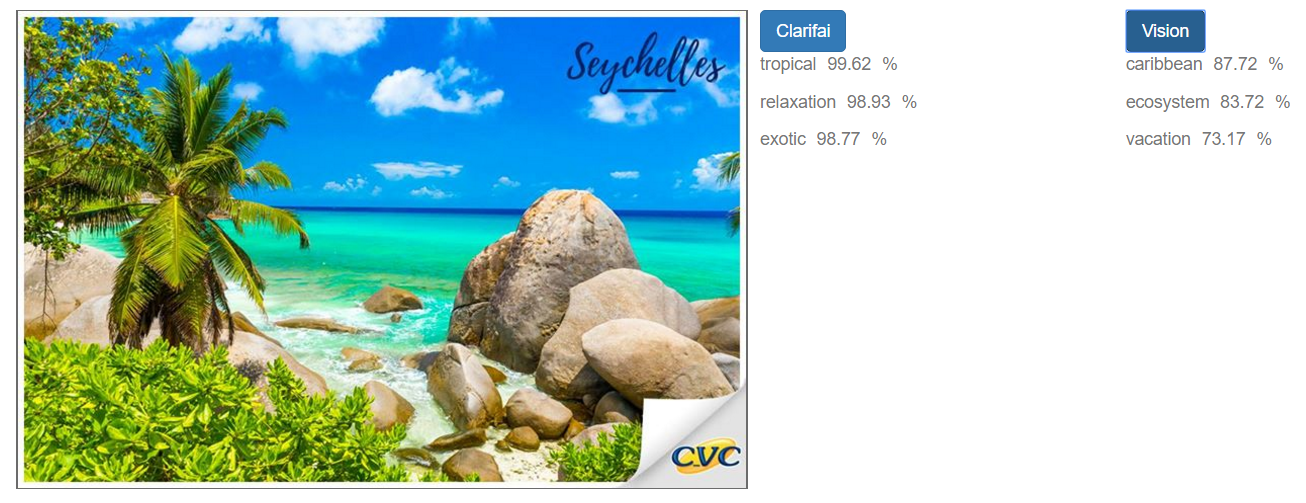 Seychelles
CVC
Clarifai
tropical 99.62 %
relaxation 98.93 %
exotic 98.77 %
Vision
caribbean 87.72 %
ecosystem 83.72 %
vacation 73.17 %